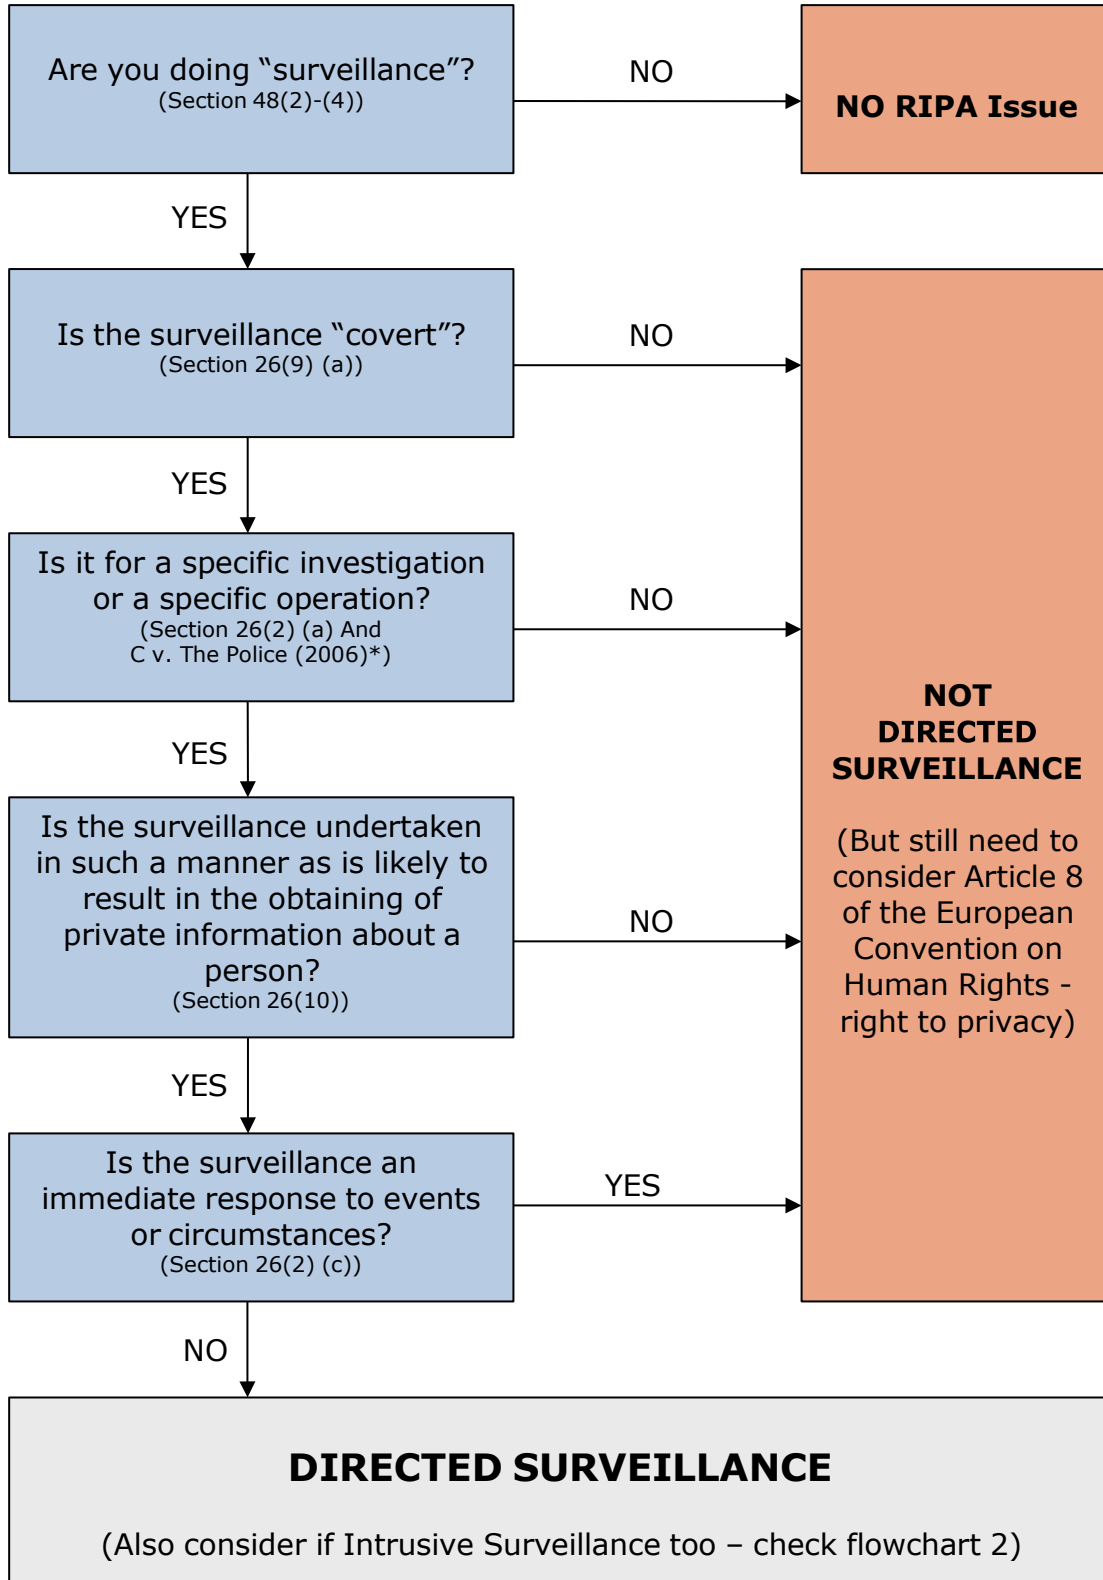 Are you doing “surveillance”?
(Section 48(2)-(4))
NO
NO RIPA Issue
YES
Is the surveillance “covert”?
(Section 26(9) (a))
NO
YES
Is it for a specific investigation
or a specific operation?
(Section 26(2) (a) And
C v. The Police (2006)*)
NO
YES
Is the surveillance undertaken
in such a manner as is likely to
result in the obtaining of
private information about a
person?
(Section 26(10))
NO
YES
Is the surveillance an
immediate response to events
or circumstances?
(Section 26(2) (c))
YES
NO
NOT
DIRECTED
SURVEILLANCE
(But still need to
consider Article 8
of the European
Convention on
Human Rights -
right to privacy)
DIRECTED SURVEILLANCE
(Also consider if Intrusive Surveillance too – check flowchart 2)